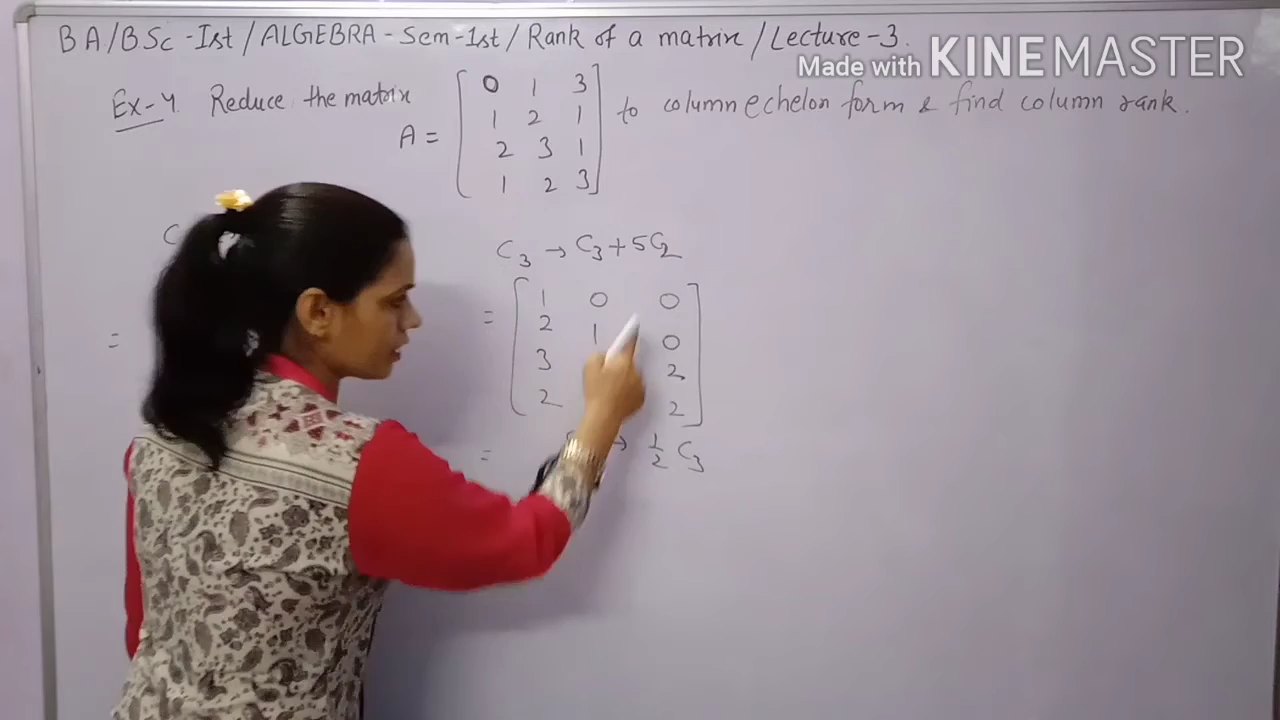 BA/BSc-Ist/ALGEBRA-Sem-1st/Rank of a matrix/Lecture-3.
Made with KINEMASTER
Ex-4. Reduce the matrix A = [ 0 1 3 to column echelon form & find column rank.
1 2 1
2 3 1
1 2 3 ]
C
C3 → C3+5C2
= [ 1 0 0
2 1 0
3 2
2 2 ]
=
= → 1/2 C3